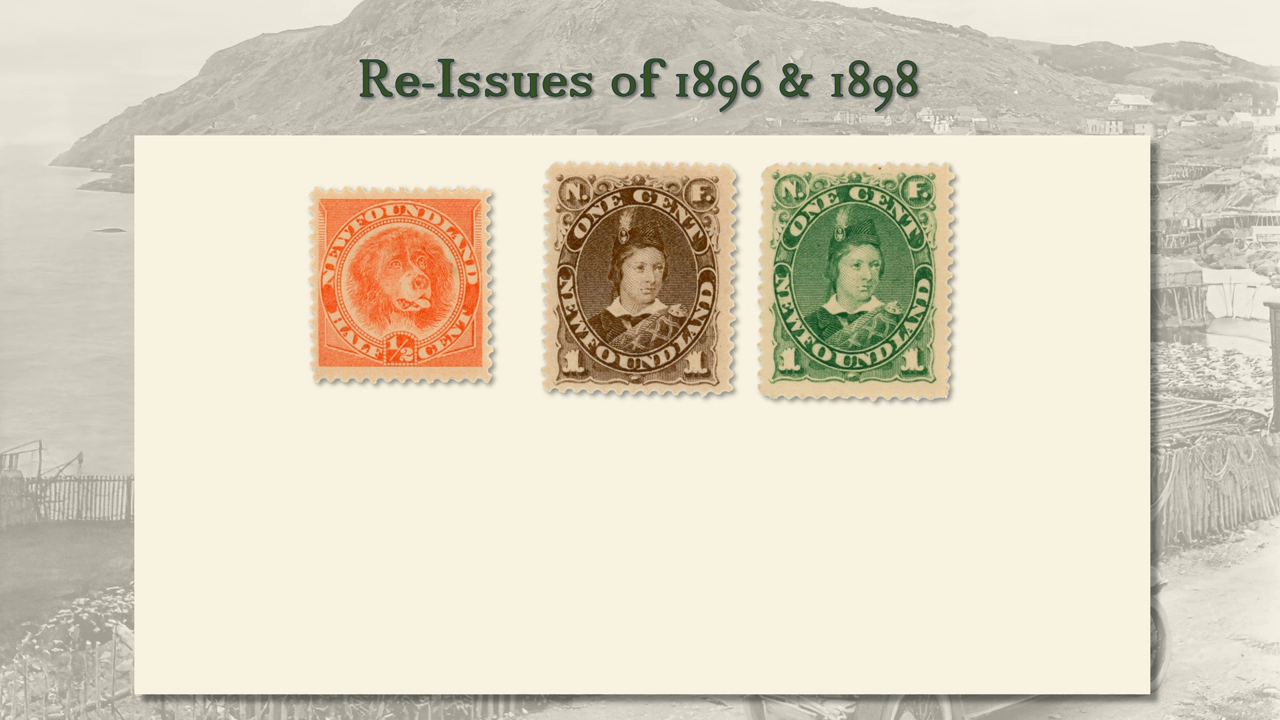 Re-Issues of 1896 & 1898
NEWFOUNDLAND
HALF 1/2 CENT
N. F.
ONE CENT
NEWFOUNDLAND
1 1
N. F.
ONE CENT
NEWFOUNDLAND
1 1